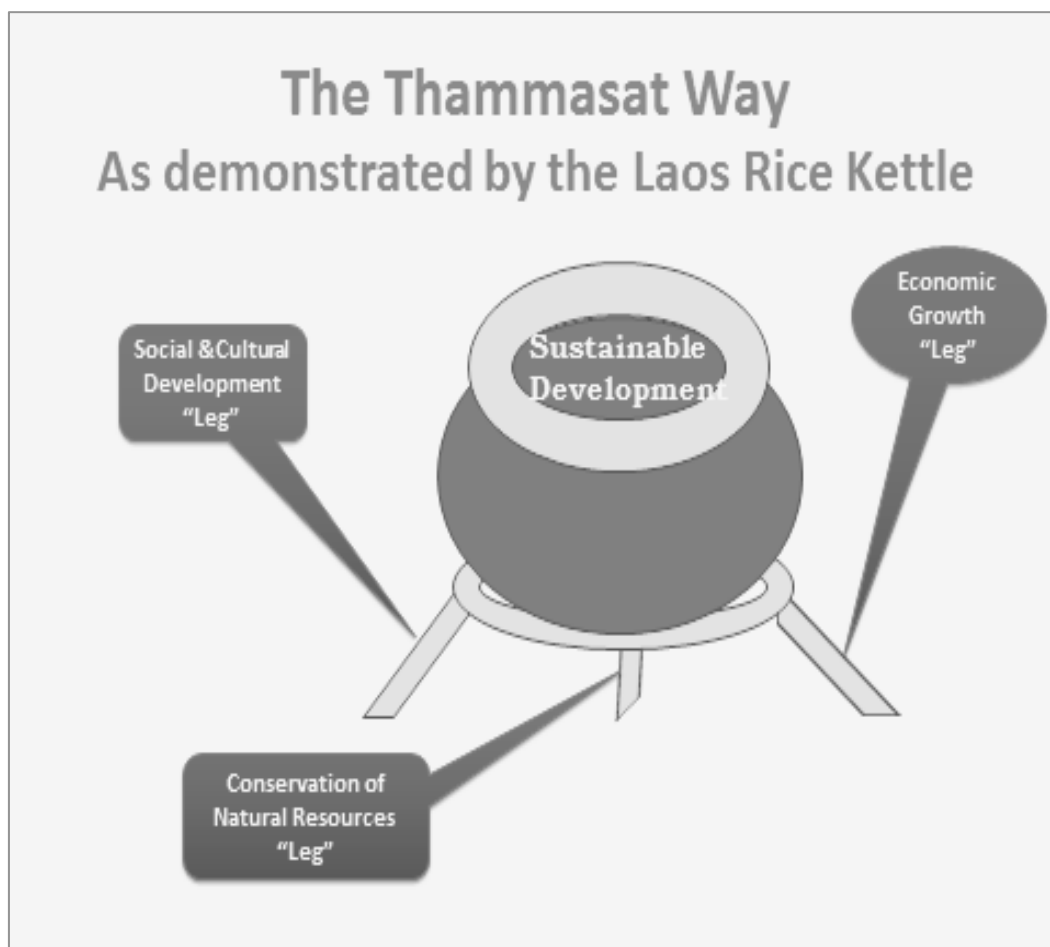 The Thammasat Way
As demonstrated by the Laos Rice Kettle
Economic
Growth
“Leg”
Social &Cultural
Development
“Leg”
Sustainable
Development
Conservation of
Natural Resources
“Leg”